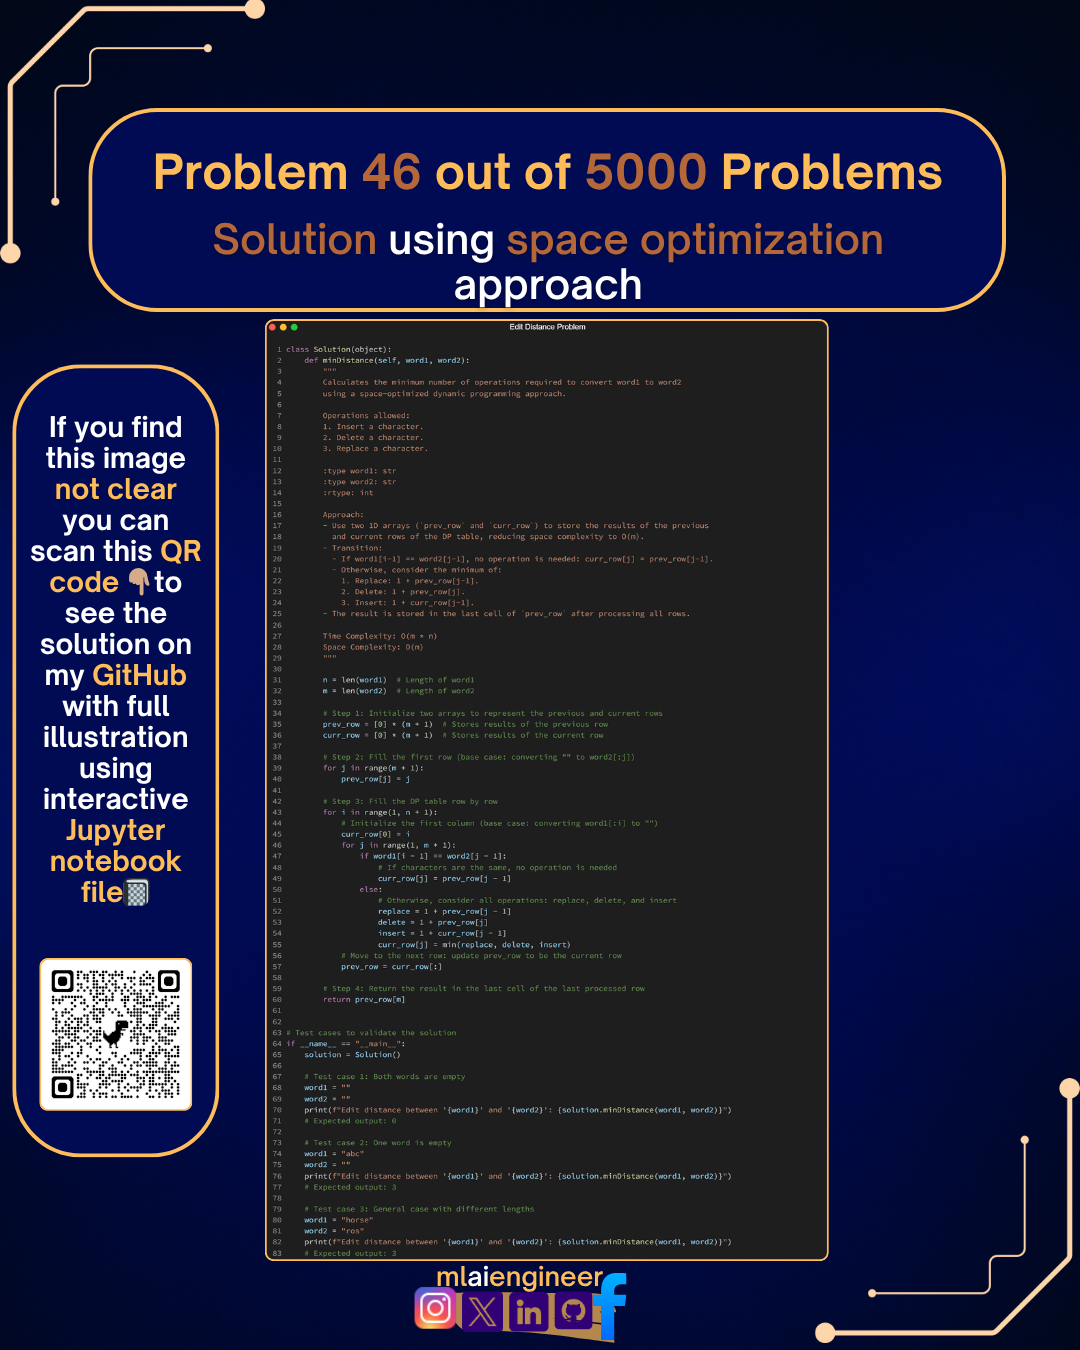 Problem 46 out of 5000 Problems
Solution using space optimization
approach
Edit Distance Problem
1 class Solution(object):
2     def minDistance(self, word1, word2):
3         """
4         Calculates the minimum number of operations required to convert word1 to word2
5         using a space-optimized dynamic programming approach.
6
7         Operations allowed:
8         1. Insert a character.
9         2. Delete a character.
10         3. Replace a character.
11
12         :type word1: str
13         :type word2: str
14         :rtype: int
15
16         Approach:
17         - Use two 1D arrays (`prev_row` and `curr_row`) to store the results of the previous
18           and current rows of the DP table, reducing space complexity to O(m).
19         - Transition:
20           - If word1[i-1] == word2[j-1], no operation is needed: curr_row[j] = prev_row[j-1].
21           - Otherwise, consider the minimum of:
22             1. Replace: 1 + prev_row[j-1].
23             2. Delete: 1 + prev_row[j].
24             3. Insert: 1 + curr_row[j-1].
25         - The result is stored in the last cell of `prev_row` after processing all rows.
26
27         Time Complexity: O(m * n)
28         Space Complexity: O(m)
29         """
30
31         n = len(word1)  # Length of word1
32         m = len(word2)  # Length of word2
33
34         # Step 1: Initialize two arrays to represent the previous and current rows
35         prev_row = [0] * (m + 1)  # Stores results of the previous row
36         curr_row = [0] * (m + 1)  # Stores results of the current row
37
38         # Step 2: Fill the first row (base case: converting "" to word2[:j])
39         for j in range(m + 1):
40             prev_row[j] = j
41
42         # Step 3: Fill the DP table row by row
43         for i in range(1, n + 1):
44             # Initialize the first column (base case: converting word1[:i] to "")
45             curr_row[0] = i
46             for j in range(1, m + 1):
47                 if word1[i - 1] == word2[j - 1]:
48                     # If characters are the same, no operation is needed
49                     curr_row[j] = prev_row[j - 1]
50                 else:
51                     # Otherwise, consider all operations: replace, delete, and insert
52                     replace = 1 + prev_row[j - 1]
53                     delete = 1 + prev_row[j]
54                     insert = 1 + curr_row[j - 1]
55                     curr_row[j] = min(replace, delete, insert)
56             # Move to the next row: update prev_row to be the current row
57             prev_row = curr_row[:]
58
59         # Step 4: Return the result in the last cell of the last processed row
60         return prev_row[m]
61
62
63 # Test cases to validate the solution
64 if __name__ == "__main__":
65     solution = Solution()
66
67     # Test case 1: Both words are empty
68     word1 = ""
69     word2 = ""
70     print(f"Edit distance between '{word1}' and '{word2}': {solution.minDistance(word1, word2)}")
71     # Expected output: 0
72
73     # Test case 2: One word is empty
74     word1 = "abc"
75     word2 = ""
76     print(f"Edit distance between '{word1}' and '{word2}': {solution.minDistance(word1, word2)}")
77     # Expected output: 3
78
79     # Test case 3: General case with different lengths
80     word1 = "horse"
81     word2 = "ros"
82     print(f"Edit distance between '{word1}' and '{word2}': {solution.minDistance(word1, word2)}")
83     # Expected output: 3
If you find
this image
not clear
you can
scan this QR
code 👇🏽to
see the
solution on
my GitHub
with full
illustration
using
interactive
Jupyter
notebook
file📓
mlaiengineer